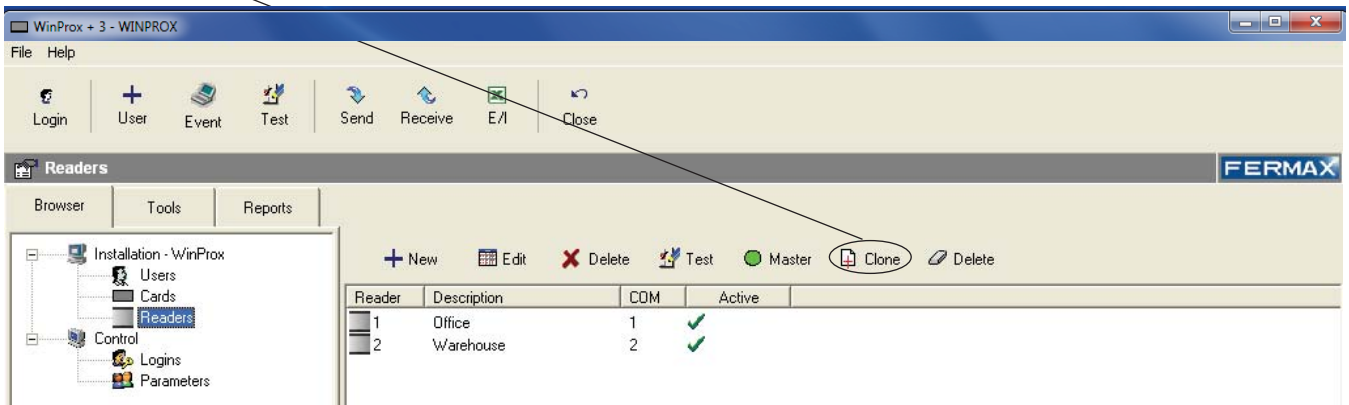 WinProx + 3 - WINPROX
File Help
Login User Event Test Send Receive E/I Close
Readers FERMAX
Browser Tools Reports
Installation - WinProx
Users
Cards
Readers
Control
Logins
Parameters
New Edit Delete Test Master Clone Delete
Reader Description COM Active
1 Office 1
2 Warehouse 2